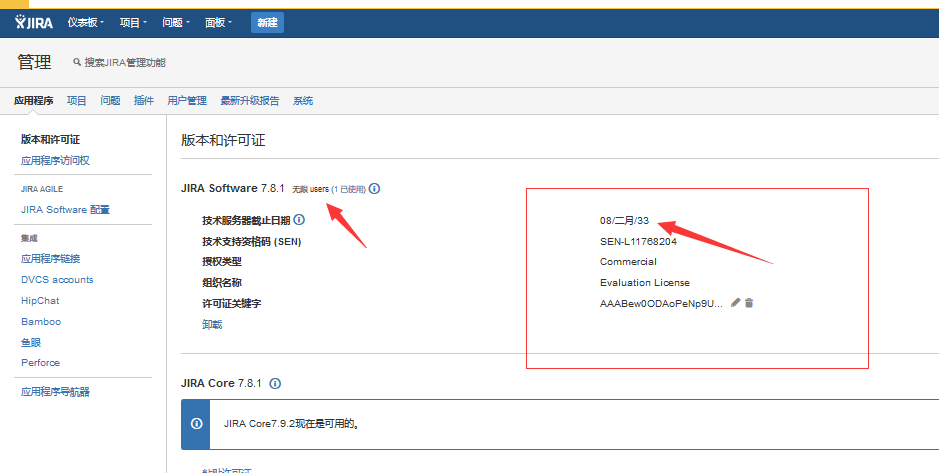 JIRA 仪表板 项目 问题 面板 新建
管理 搜索JIRA管理功能
应用程序 项目 问题 插件 用户管理 最新升级报告 系统
版本和许可证
应用程序访问权
JIRA AGILE
JIRA Software 配置
集成
应用程序链接
DVCS accounts
HipChat
Bamboo
鱼眼
Perforce
应用程序导航器
版本和许可证
JIRA Software 7.8.1 无限 users (1 已使用)
技术服务器截止日期 08/二月/33
技术支持资格码 (SEN) SEN-L11768204
授权类型 Commercial
组织名称 Evaluation License
许可证关键字 AAABew0ODAoPeNp9U...
卸载
JIRA Core 7.8.1
JIRA Core7.9.2现在是可用的。
粘贴许可证